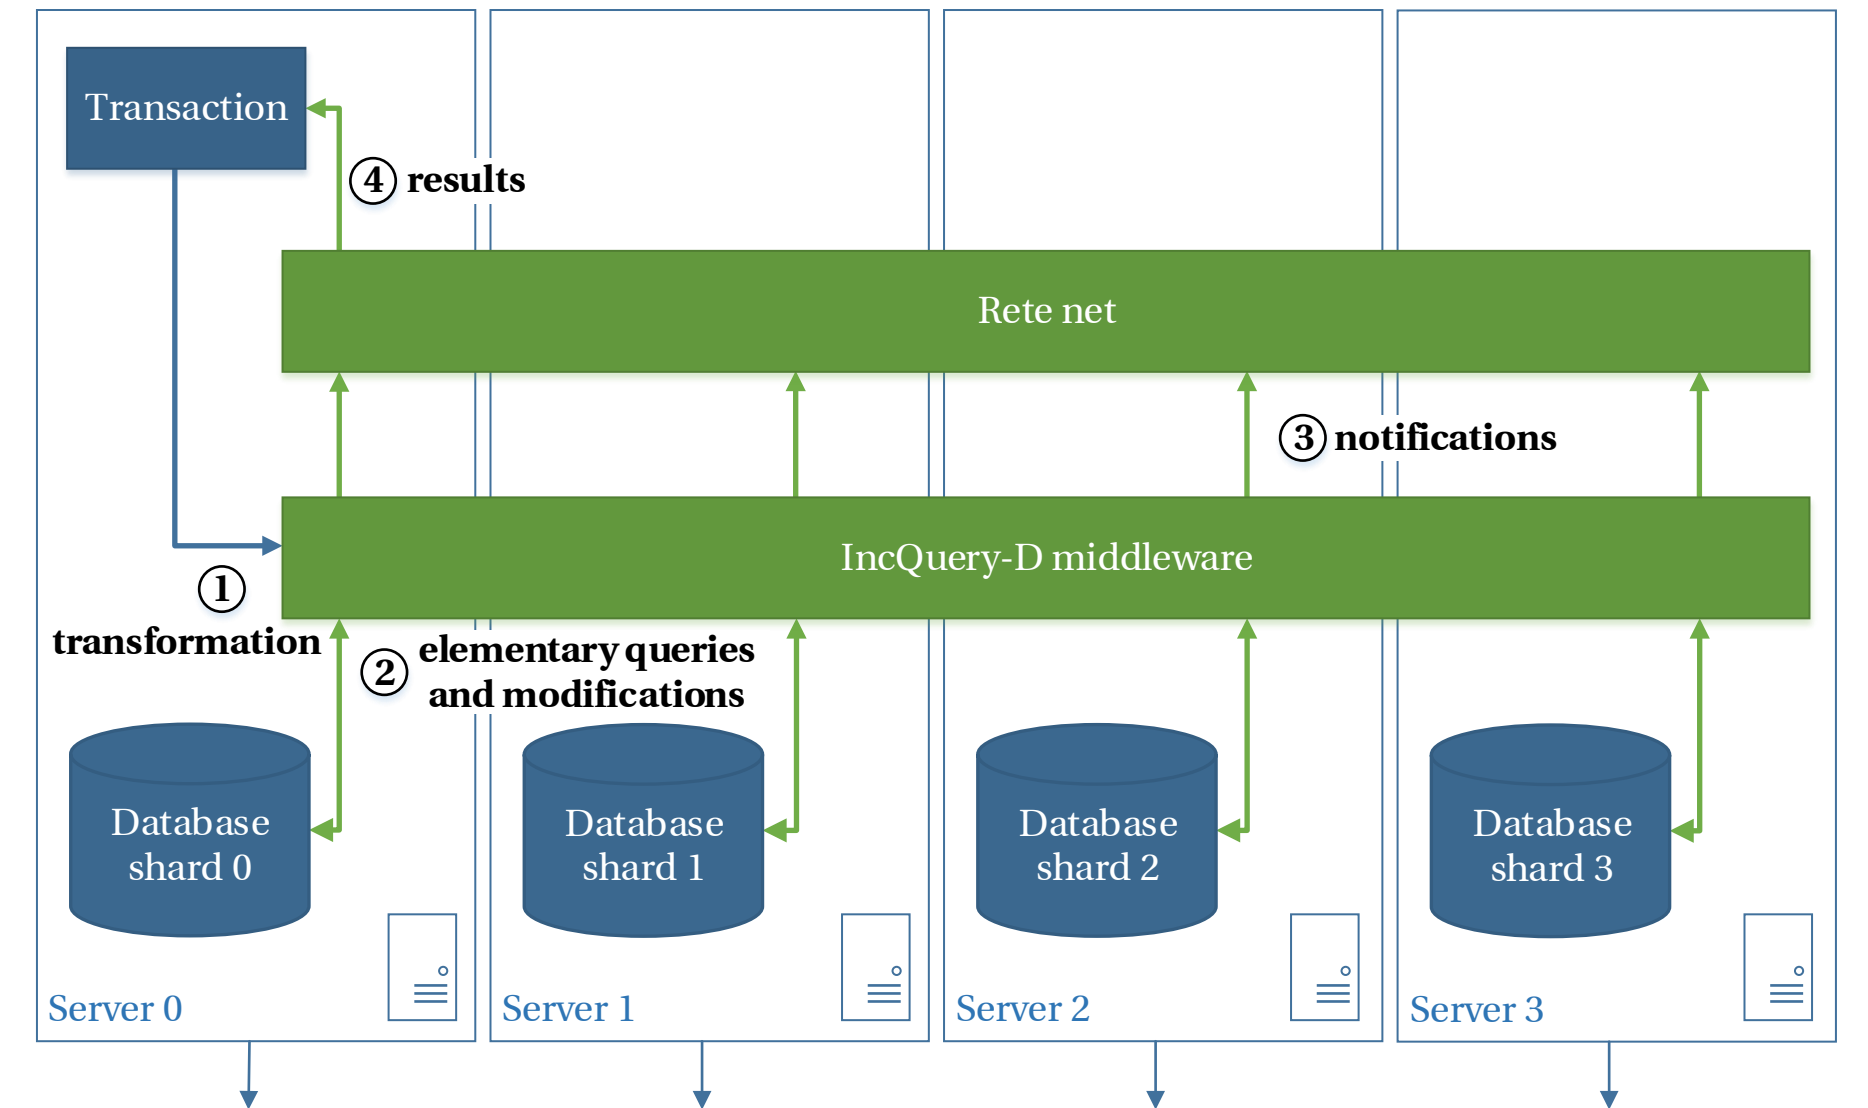 Transaction
④ results
Rete net
③ notifications
IncQuery-D middleware
①
transformation
② elementary queries
and modifications
Database
shard 0
Database
shard 1
Database
shard 2
Database
shard 3
Server 0
Server 1
Server 2
Server 3